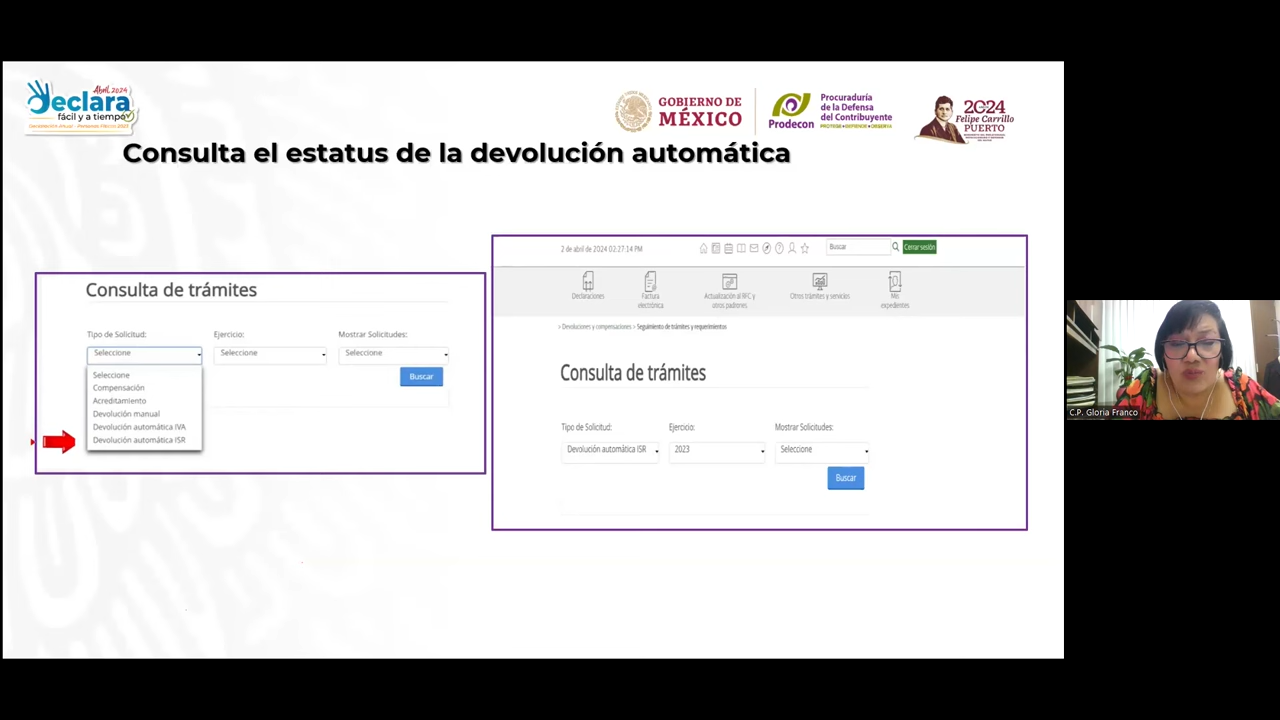 Abril 2024
Declara
fácil y a tiempo
GOBIERNO DE
MÉXICO
Prodecon
Procuraduría
de la Defensa
del Contribuyente
PROTEGE•DEFIENDE•OBSERVA
2024
Felipe Carrillo
PUERTO
Consulta el estatus de la devolución automática
Consulta de trámites
Tipo de Solicitud:
Ejercicio:
Mostrar Solicitudes:
Seleccione
Seleccione
Seleccione
Buscar
Seleccione
Compensación
Acreditamiento
Devolución manual
Devolución automática IVA
Devolución automática ISR
2 de abril de 2024 02:27:14 PM
Buscar
Cerrar sesión
Declaraciones
Factura
electrónica
Actualización al RFC y
otros padrones
Otros trámites y servicios
Mis
expedientes
> Devoluciones y compensaciones > Seguimiento de trámites y requerimientos
Consulta de trámites
Tipo de Solicitud:
Ejercicio:
Mostrar Solicitudes:
Devolución automática ISR
2023
Seleccione
Buscar
C.P. Gloria Franco